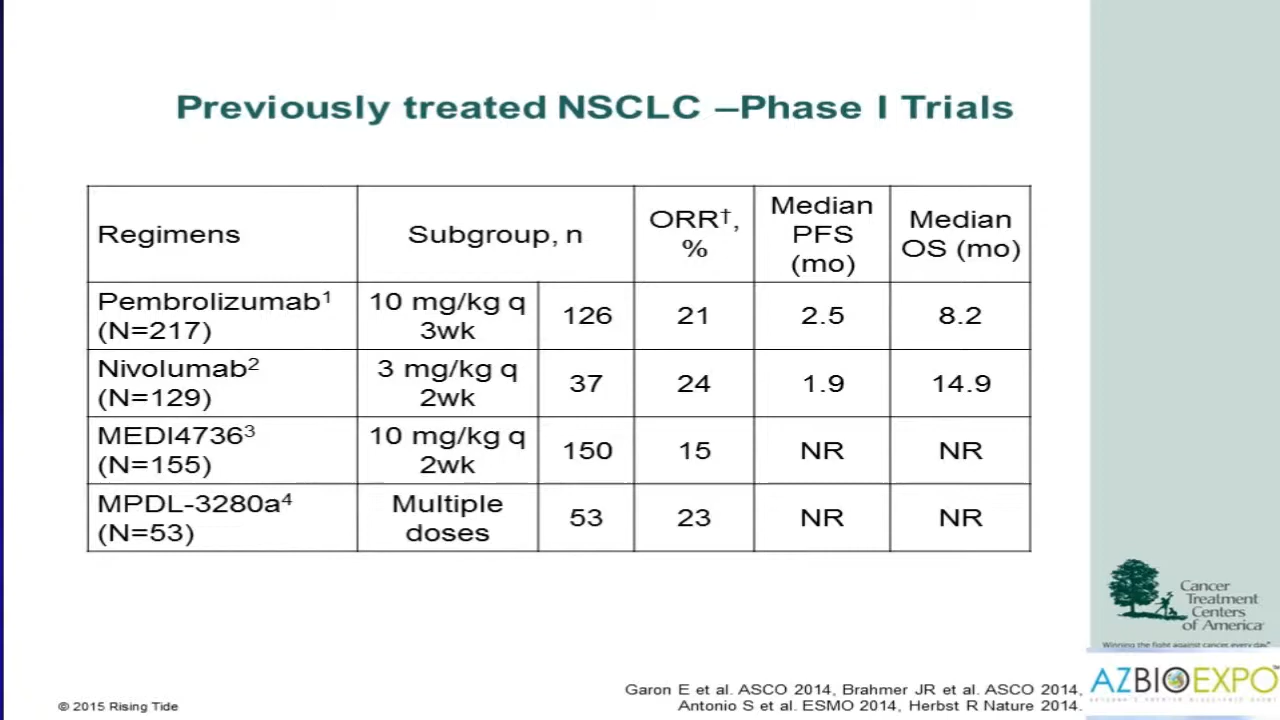 Previously treated NSCLC –Phase I Trials
Regimens
Subgroup, n
ORR†,
%
Median
PFS
(mo)
Median
OS (mo)
Pembrolizumab¹
(N=217)
10 mg/kg q
3wk
126
21
2.5
8.2
Nivolumab²
(N=129)
3 mg/kg q
2wk
37
24
1.9
14.9
MEDI4736³
(N=155)
10 mg/kg q
2wk
150
15
NR
NR
MPDL-3280a⁴
(N=53)
Multiple
doses
53
23
NR
NR
Cancer
Treatment
Centers
of America
Winning the fight against cancer, every day
Garon E et al. ASCO 2014, Brahmer JR et al. ASCO 2014,
Antonio S et al. ESMO 2014, Herbst R Nature 2014.
© 2015 Rising Tide
AZBIOEXPO